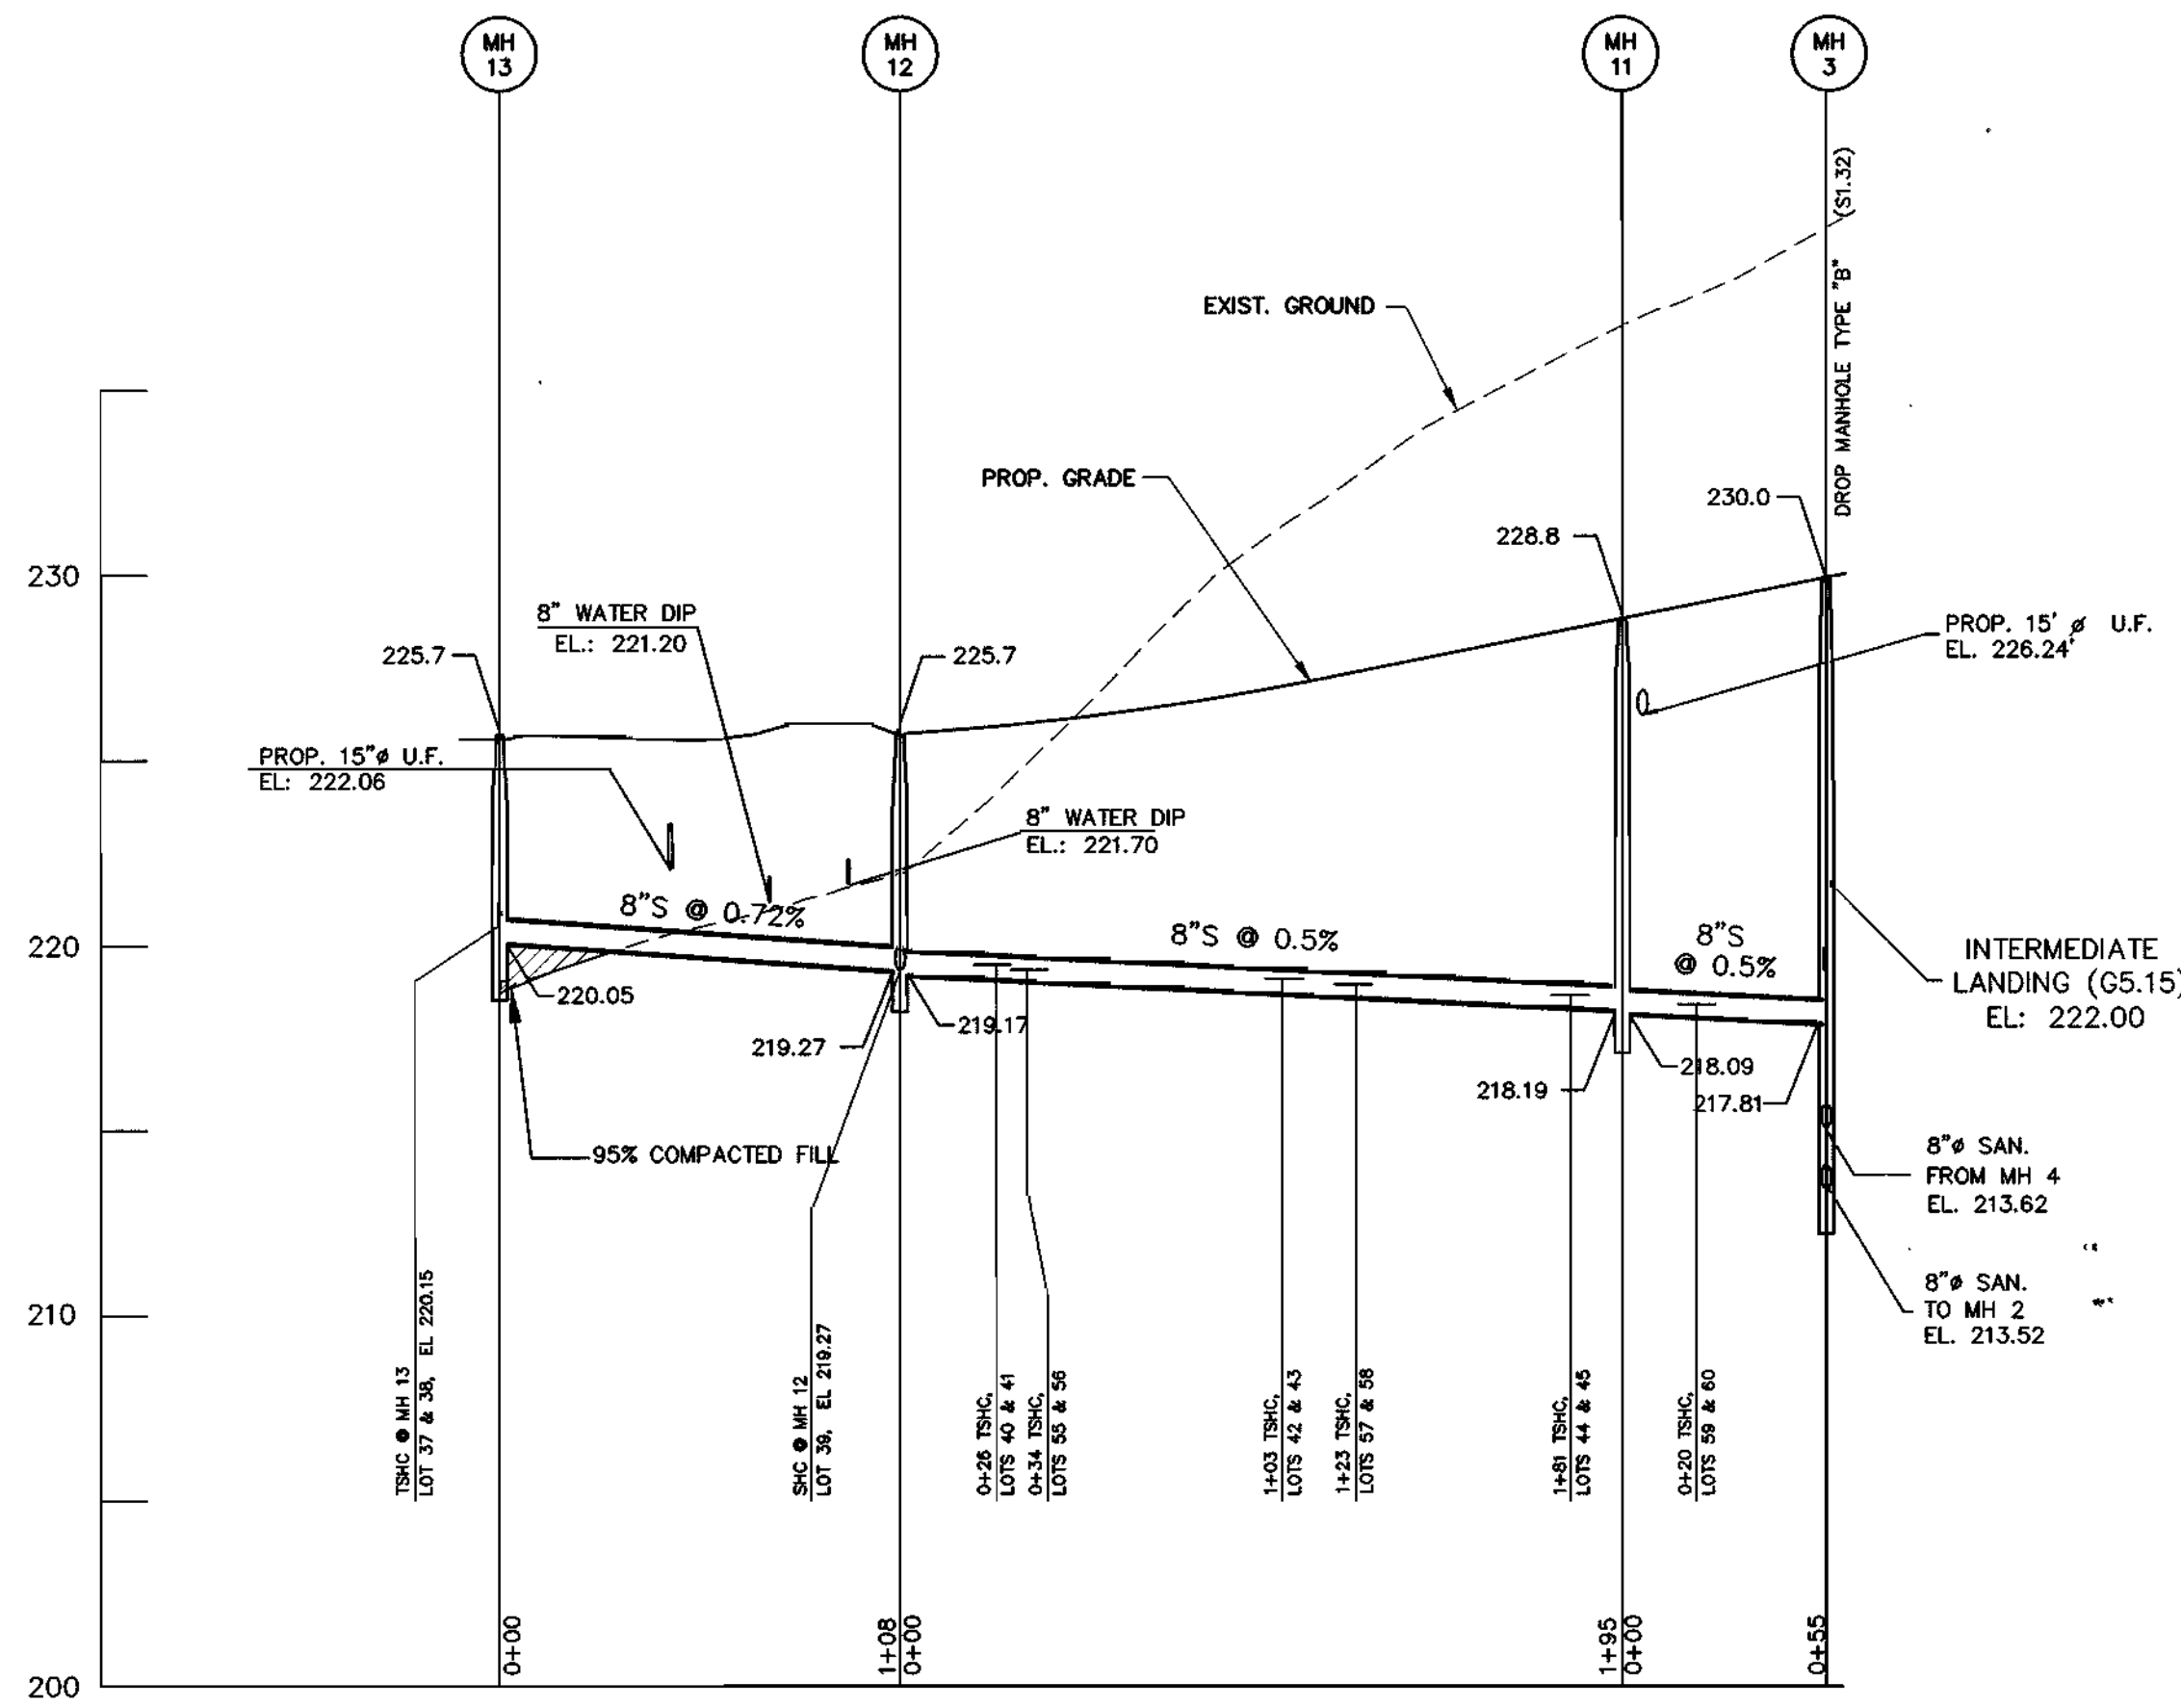 MH
13
MH
12
MH
11
MH
3
DROP MANHOLE TYPE "B" (S1.32)
EXIST. GROUND
PROP. GRADE
230.0
228.8
230
8" WATER DIP
EL.: 221.20
225.7
225.7
PROP. 15' ø U.F.
EL. 226.24'
PROP. 15"ø U.F.
EL: 222.06
8" WATER DIP
EL.: 221.70
8"S @ 0.72%
8"S @ 0.5%
8"S
@ 0.5%
220
INTERMEDIATE
LANDING (G5.15)
EL: 222.00
220.05
219.27
219.17
218.19
218.09
217.81
95% COMPACTED FILL
8"ø SAN.
FROM MH 4
EL. 213.62
8"ø SAN.
TO MH 2
EL. 213.52
210
TSHC @ MH 13
LOT 37 & 38, EL 220.15
SHC @ MH 12
LOT 39, EL 219.27
0+26 TSHC,
LOTS 40 & 41
0+34 TSHC,
LOTS 55 & 56
1+03 TSHC,
LOTS 42 & 43
1+23 TSHC,
LOTS 57 & 58
1+81 TSHC,
LOTS 44 & 45
0+20 TSHC,
LOTS 59 & 60
0+00
1+08
0+00
1+95
0+00
0+55
200